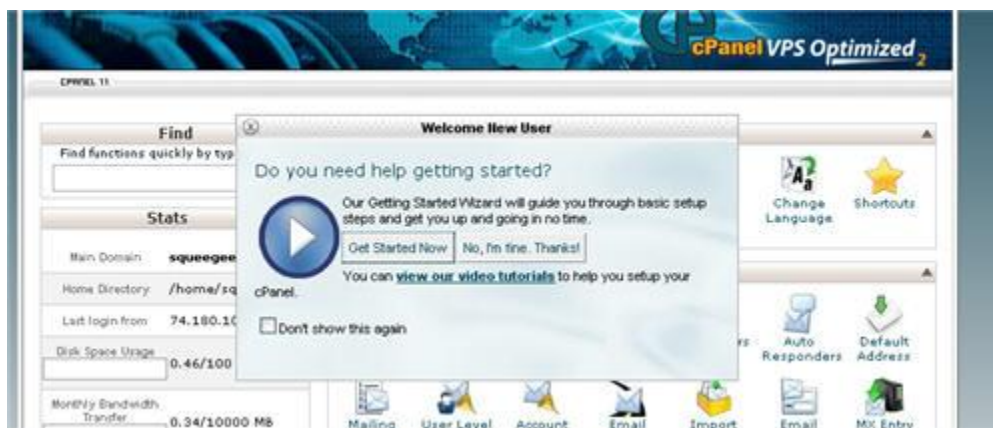 cPanel VPS Optimized 2
CPANEL 11
Find
Find functions quickly by typ
Welcome New User
Do you need help getting started?
Our Getting Started Wizard will guide you through basic setup
steps and get you up and going in no time.
Get Started Now No, I'm fine. Thanks!
You can view our video tutorials to help you setup your
cPanel.
Don't show this again
Stats
Main Domain squeegee
Home Directory /home/sq
Last login from 74.180.10
Disk Space Usage
0.46/100
Monthly Bandwidth
Transfer
0.34/10000 MB
Change
Language
Shortcuts
Auto
Responders
Default
Address
Mailing
User Level
Account
Email
Import
Email
MX Entry